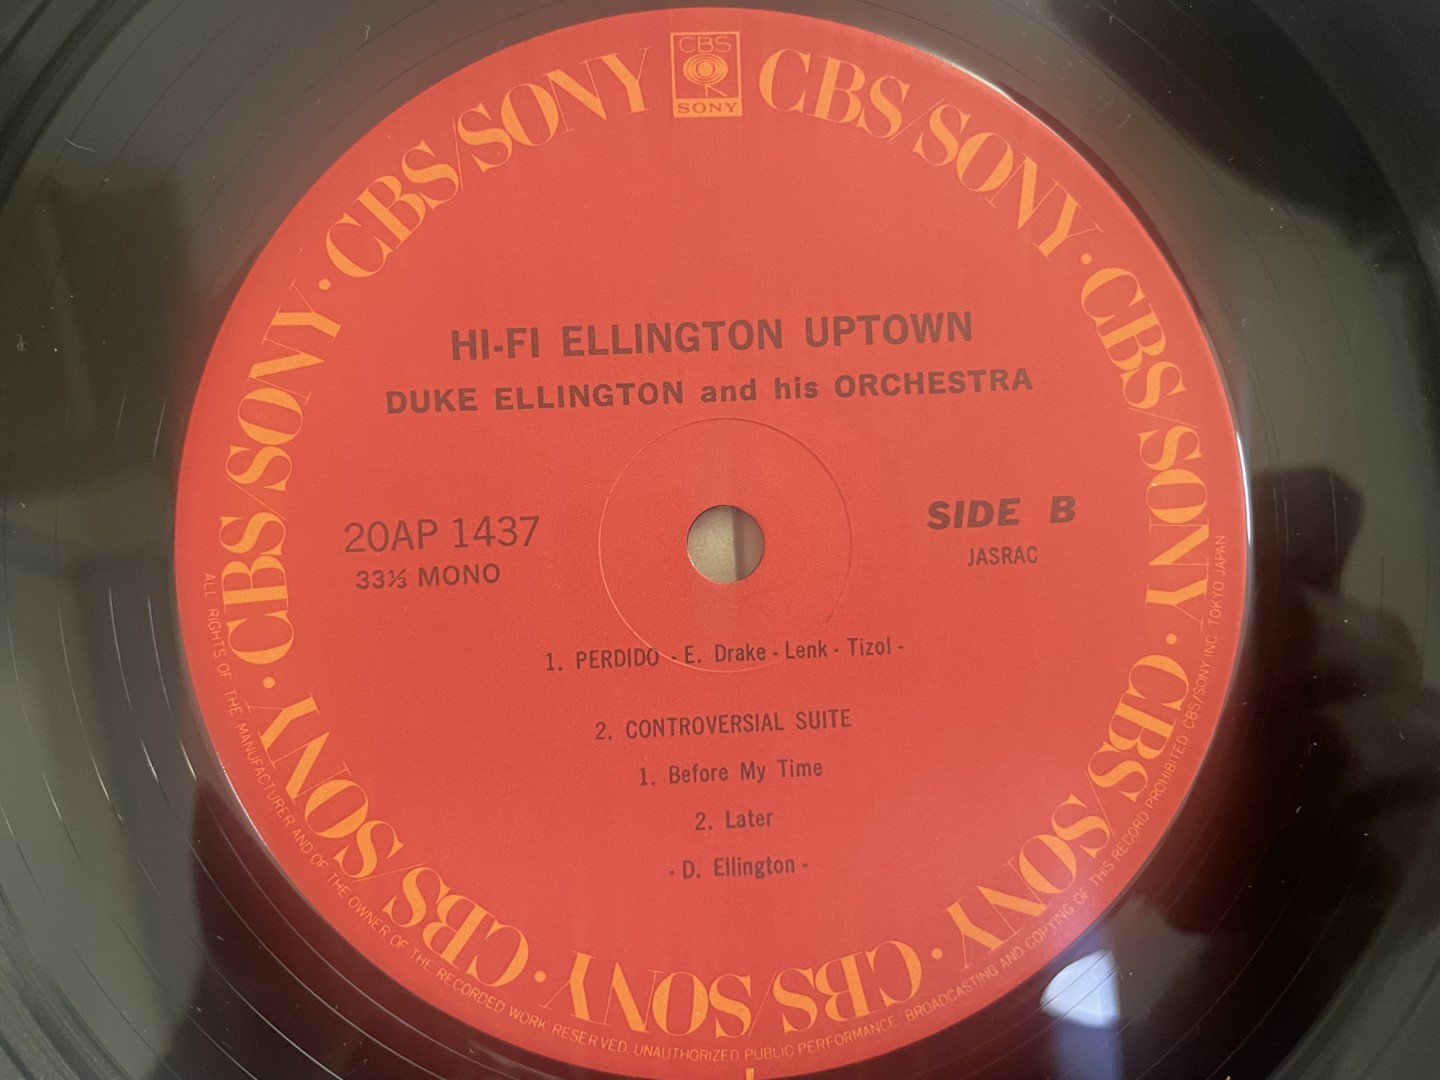 CBS
SONY
CBS/SONY · CBS/SONY · CBS/SONY · CBS/SONY · CBS/SONY · CBS/SONY · CBS/SONY · CBS/SONY
HI-FI ELLINGTON UPTOWN
DUKE ELLINGTON and his ORCHESTRA
20AP 1437
33⅓ MONO
SIDE B
JASRAC
1. PERDIDO - E. Drake - Lenk - Tizol -
2. CONTROVERSIAL SUITE
1. Before My Time
2. Later
- D. Ellington -
ALL RIGHTS OF THE MANUFACTURER AND OF THE OWNER OF THE RECORDED WORK RESERVED. UNAUTHORIZED PUBLIC PERFORMANCE. BROADCASTING AND COPYING OF THIS RECORD PROHIBITED CBS/SONY INC. TOKYO JAPAN